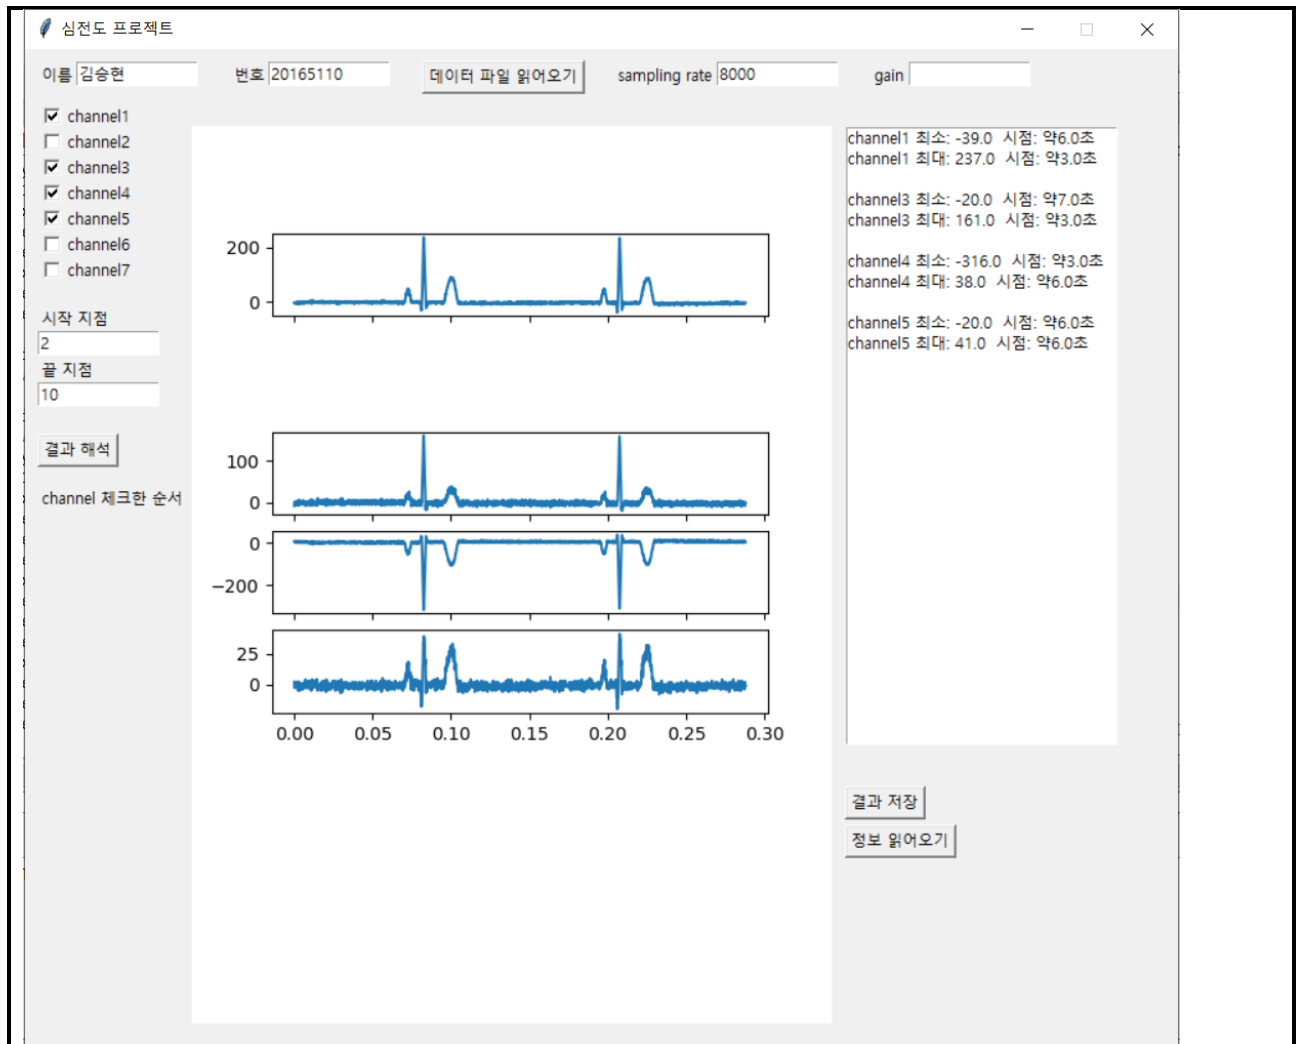 심전도 프로젝트
이름 김승현 번호 20165110 데이터 파일 읽어오기 sampling rate 8000 gain
channel1
channel2
channel3
channel4
channel5
channel6
channel7
시작 지점
2
끝 지점
10
결과 해석
channel 체크한 순서
200
0
100
0
0
−200
25
0
0.00 0.05 0.10 0.15 0.20 0.25 0.30
channel1 최소: -39.0 시점: 약6.0초
channel1 최대: 237.0 시점: 약3.0초
channel3 최소: -20.0 시점: 약7.0초
channel3 최대: 161.0 시점: 약3.0초
channel4 최소: -316.0 시점: 약3.0초
channel4 최대: 38.0 시점: 약6.0초
channel5 최소: -20.0 시점: 약6.0초
channel5 최대: 41.0 시점: 약6.0초
결과 저장
정보 읽어오기